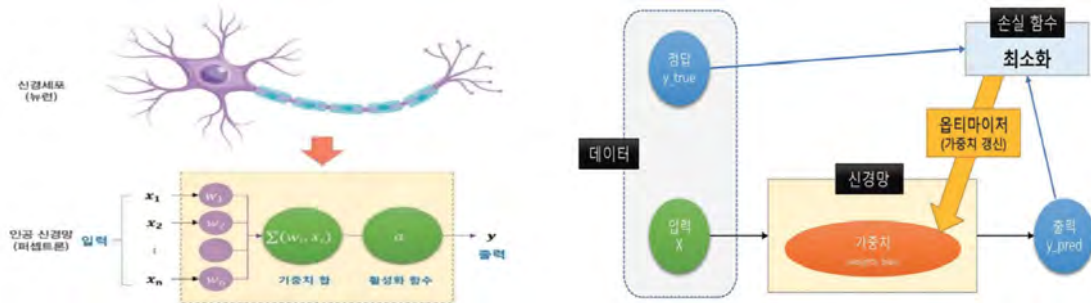 신경세포
(뉴런)
인공 신경망
(퍼셉트론)
입력
x₁
x₂
xₙ
w₁
w₂
wₙ
Σ(wᵢ, xᵢ)
가중치 합
α
활성화 함수
y
출력
데이터
정답
y_true
입력
X
신경망
가중치
손실 함수
최소화
옵티마이저
(가중치 갱신)
출력
y_pred